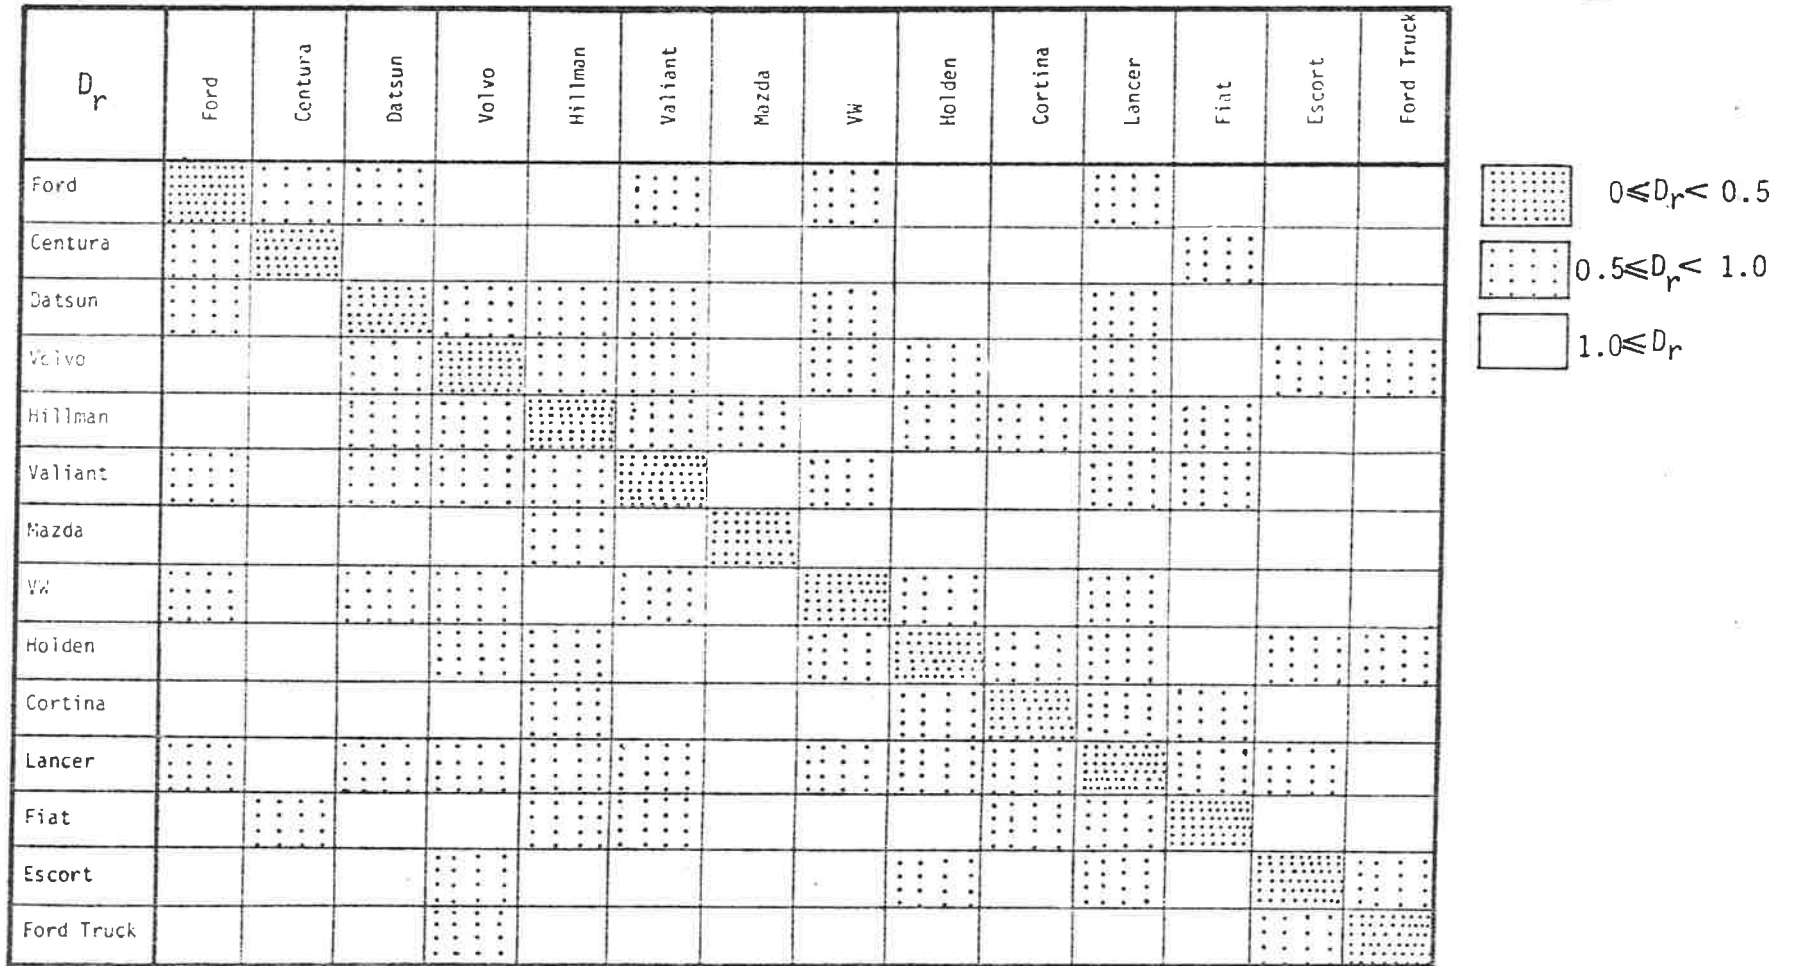 Dr
Ford
Centura
Datsun
Volvo
Hillman
Valiant
Mazda
VW
Holden
Cortina
Lancer
Fiat
Escort
Ford Truck
Ford
Centura
Datsun
Volvo
Hillman
Valiant
Mazda
VW
Holden
Cortina
Lancer
Fiat
Escort
Ford Truck
0⩽Dr< 0.5
0.5⩽Dr< 1.0
1.0⩽Dr